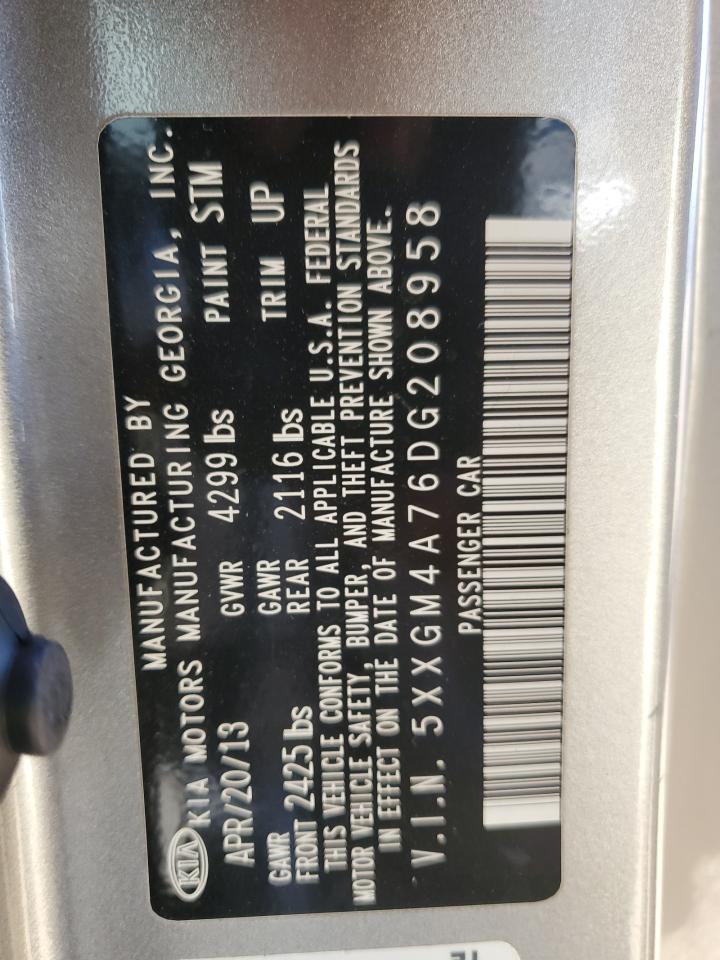 MANUFACTURED BY
KIA KIA MOTORS MANUFACTURING GEORGIA, INC.
APR/20/13 GVWR 4299 lbs PAINT STM
GAWR FRONT 2425 lbs GAWR REAR 2116 lbs TRIM UP
THIS VEHICLE CONFORMS TO ALL APPLICABLE U.S.A. FEDERAL
MOTOR VEHICLE SAFETY, BUMPER, AND THEFT PREVENTION STANDARDS
IN EFFECT ON THE DATE OF MANUFACTURE SHOWN ABOVE.
V.I.N. 5XXGM4A76DG208958
PASSENGER CAR